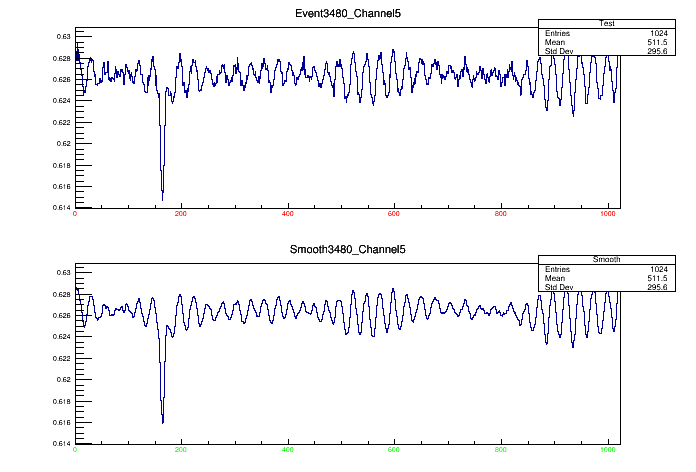 Event3480_Channel5
Test
Entries 1024
Mean 511.5
Std Dev 295.6
0.63
0.628
0.626
0.624
0.622
0.62
0.618
0.616
0.614
0 200 400 600 800 1000
Smooth3480_Channel5
Smooth
Entries 1024
Mean 511.5
Std Dev 295.6
0.63
0.628
0.626
0.624
0.622
0.62
0.618
0.616
0.614
0 200 400 600 800 1000